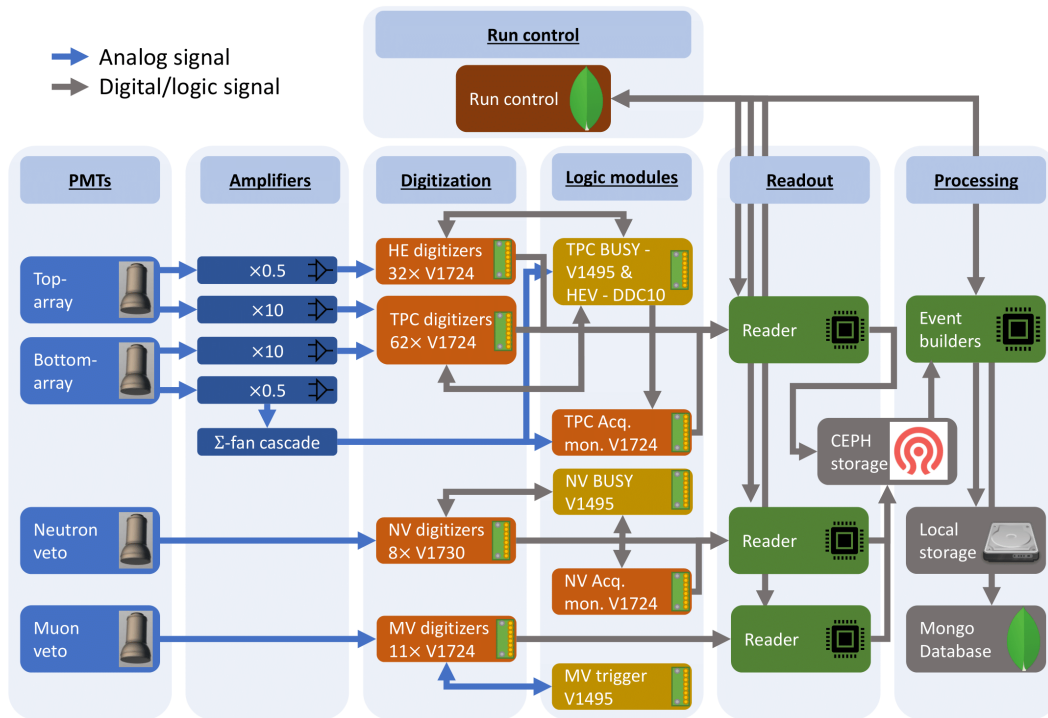 Analog signal
Digital/logic signal
Run control
Run control
PMTs
Amplifiers
Digitization
Logic modules
Readout
Processing
Top-
array
Bottom-
array
Neutron
veto
Muon
veto
×0.5
×10
×10
×0.5
Σ-fan cascade
HE digitizers
32× V1724
TPC digitizers
62× V1724
NV digitizers
8× V1730
MV digitizers
11× V1724
TPC BUSY -
V1495 &
HEV - DDC10
TPC Acq.
mon. V1724
NV BUSY
V1495
NV Acq.
mon. V1724
MV trigger
V1495
Reader
Reader
Reader
Event
builders
CEPH
storage
Local
storage
Mongo
Database